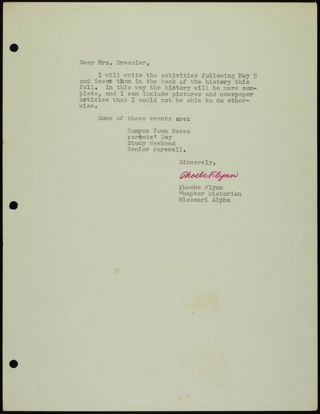 Dear Mrs. Dressler,
I will write the activities following May 5
and insert them in the back of the history this
fall. In this way the history will be more com-
plete, and I can include pictures and newspaper
articles that I would not be able to do other-
wise.
Some of these events are:
Campus Town Races
Parents' Day
Study Weekend
Senior Farewell.
Sincerely,
Phoebe Flynn
Phoebe Flynn
Chapter Historian
Missouri Alpha